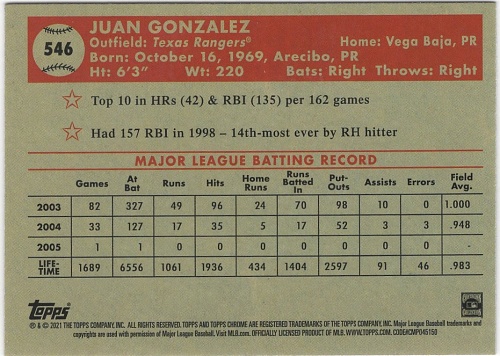 546
JUAN GONZALEZ
Outfield: Texas Rangers® Home: Vega Baja, PR
Born: October 16, 1969, Arecibo, PR
Ht: 6'3" Wt: 220 Bats: Right Throws: Right
Top 10 in HRs (42) & RBI (135) per 162 games
Had 157 RBI in 1998 – 14th-most ever by RH hitter
MAJOR LEAGUE BATTING RECORD
Games At Bat Runs Hits Home Runs Runs Batted In Put-Outs Assists Errors Field Avg.
2003 82 327 49 96 24 70 98 10 0 1.000
2004 33 127 17 35 5 17 52 3 3 .948
2005 1 1 0 0 0 0 0 0 0 -
LIFE-TIME 1689 6556 1061 1936 434 1404 2597 91 46 .983
Topps
® & © 2021 THE TOPPS COMPANY, INC. ALL RIGHTS RESERVED. TOPPS AND TOPPS CHROME ARE REGISTERED TRADEMARKS OF THE TOPPS COMPANY, INC. Major League Baseball trademarks and
copyrights are used with permission of Major League Baseball. Visit MLB.com. OFFICIALLY LICENSED PRODUCT OF MLB. WWW.TOPPS.COM. CODE#CMP045150